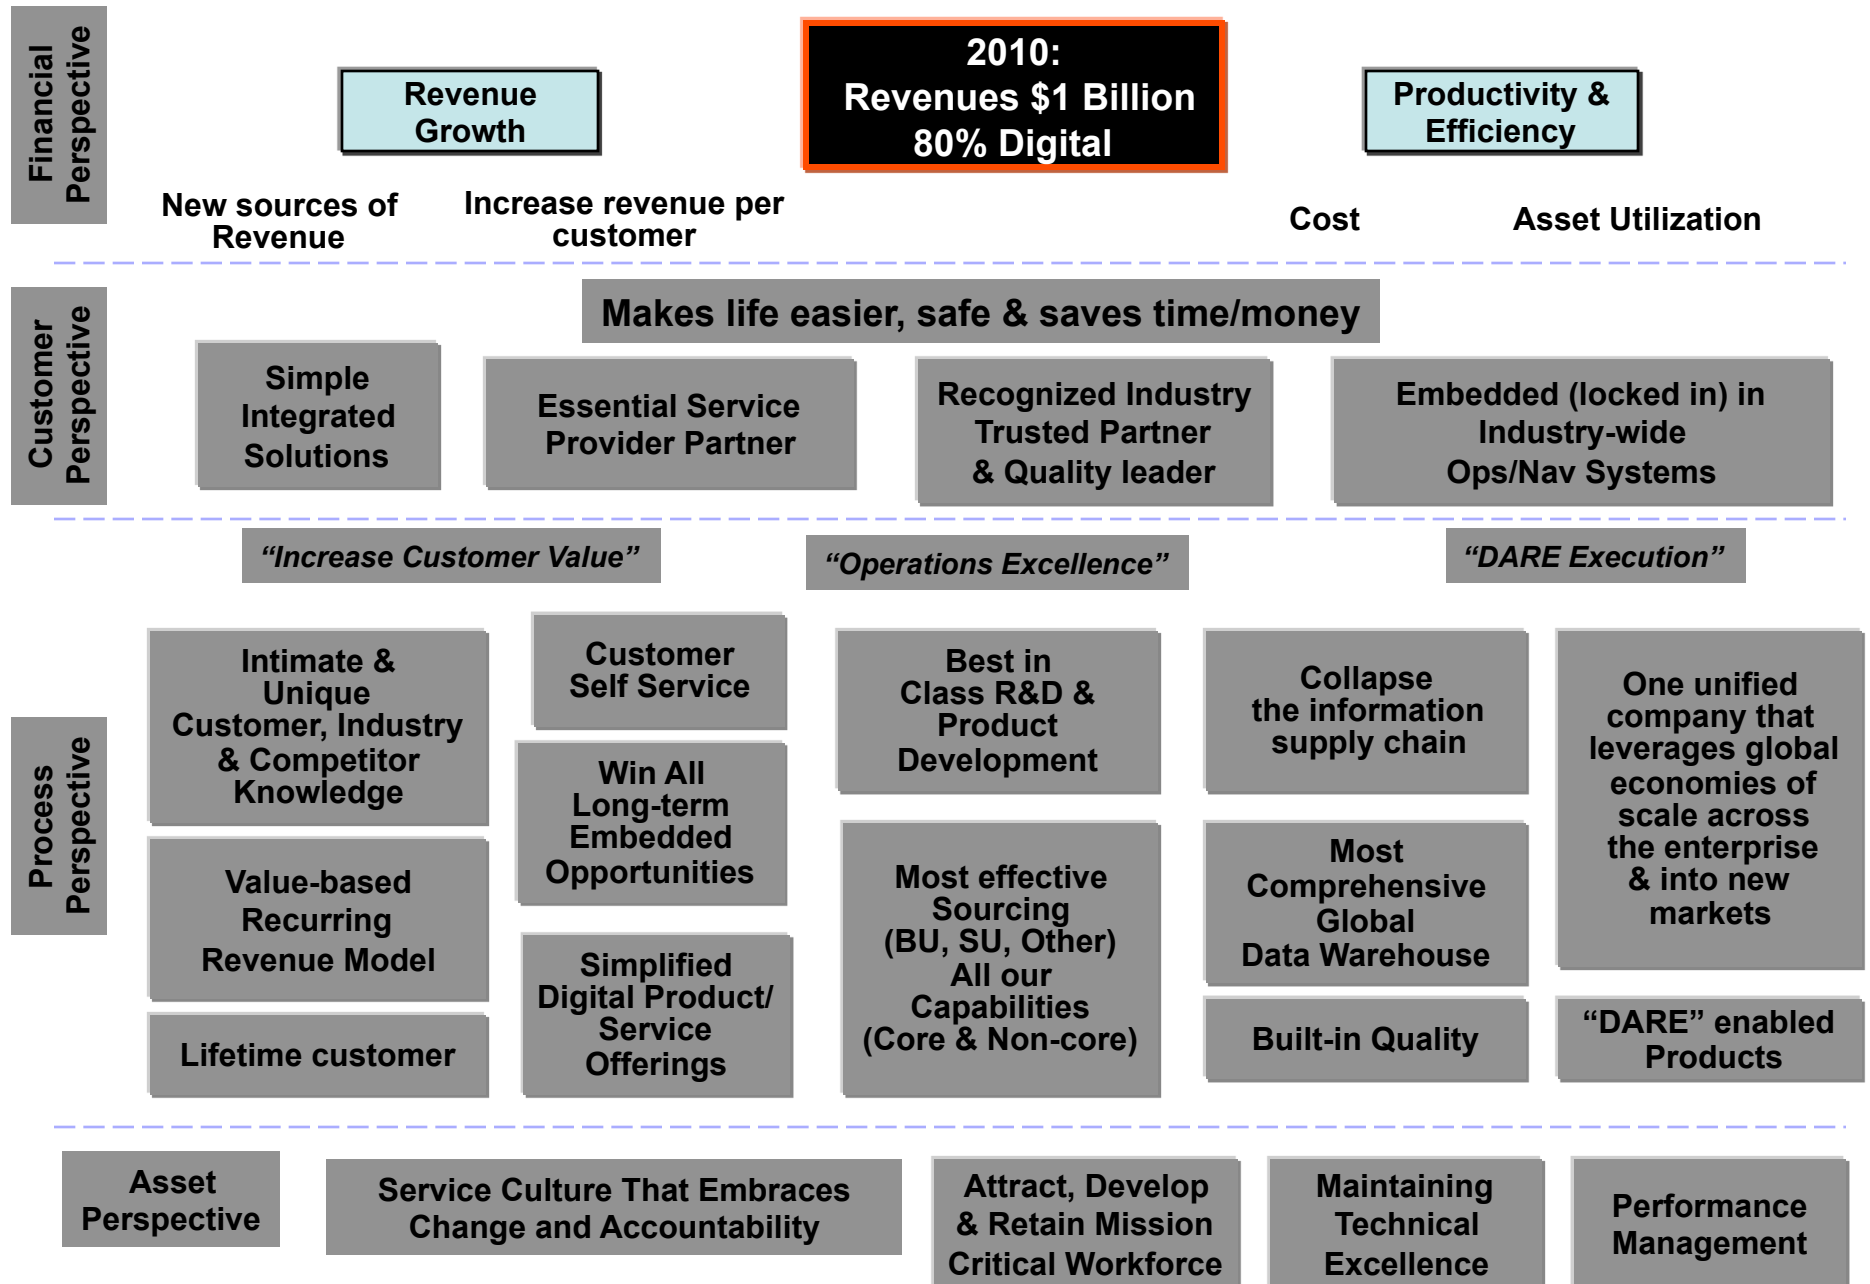 Financial
Perspective
Revenue
Growth
2010:
Revenues $1 Billion
80% Digital
Productivity &
Efficiency
New sources of
Revenue
Increase revenue per
customer
Cost
Asset Utilization
Customer
Perspective
Makes life easier, safe & saves time/money
Simple
Integrated
Solutions
Essential Service
Provider Partner
Recognized Industry
Trusted Partner
& Quality leader
Embedded (locked in) in
Industry-wide
Ops/Nav Systems
Process
Perspective
“Increase Customer Value”
“Operations Excellence”
“DARE Execution”
Intimate &
Unique
Customer, Industry
& Competitor
Knowledge
Value-based
Recurring
Revenue Model
Lifetime customer
Customer
Self Service
Win All
Long-term
Embedded
Opportunities
Simplified
Digital Product/
Service
Offerings
Best in
Class R&D &
Product
Development
Most effective
Sourcing
(BU, SU, Other)
All our
Capabilities
(Core & Non-core)
Collapse
the information
supply chain
Most
Comprehensive
Global
Data Warehouse
Built-in Quality
One unified
company that
leverages global
economies of
scale across
the enterprise
& into new
markets
“DARE” enabled
Products
Asset
Perspective
Service Culture That Embraces
Change and Accountability
Attract, Develop
& Retain Mission
Critical Workforce
Maintaining
Technical
Excellence
Performance
Management